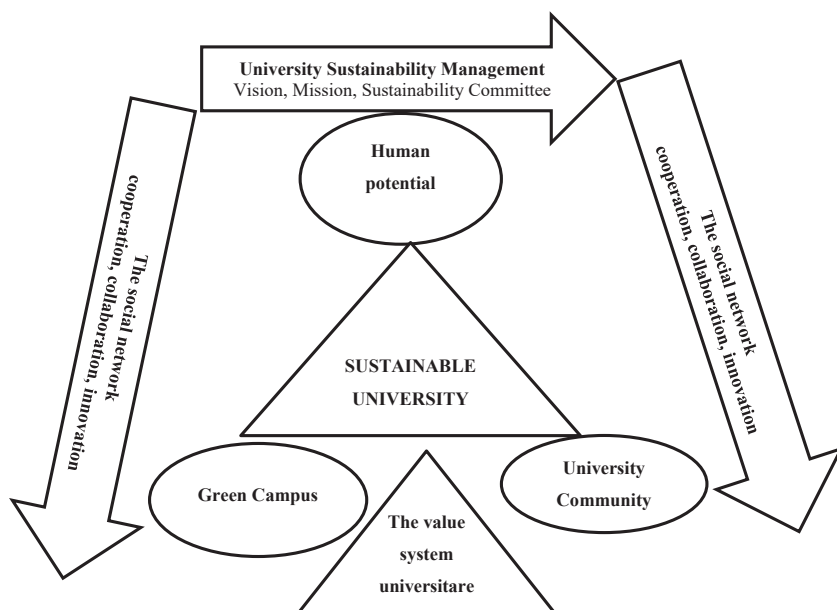 University Sustainability Management
Vision, Mission, Sustainability Committee
Human
potential
The social network
cooperation, collaboration, innovation
The social network
cooperation, collaboration, innovation
SUSTAINABLE
UNIVERSITY
Green Campus
University
Community
The value
system
universitare